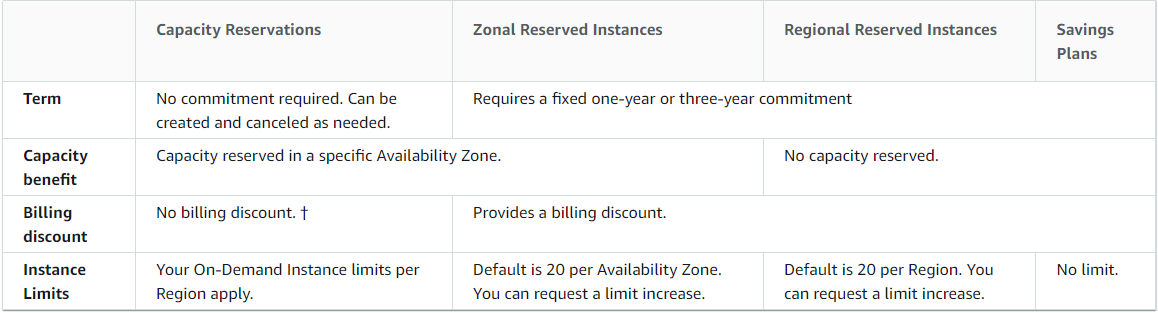 Capacity Reservations
Zonal Reserved Instances
Regional Reserved Instances
Savings
Plans
Term
No commitment required. Can be
created and canceled as needed.
Requires a fixed one-year or three-year commitment
Capacity
benefit
Capacity reserved in a specific Availability Zone.
No capacity reserved.
Billing
discount
No billing discount. †
Provides a billing discount.
Instance
Limits
Your On-Demand Instance limits per
Region apply.
Default is 20 per Availability Zone.
You can request a limit increase.
Default is 20 per Region. You
can request a limit increase.
No limit.